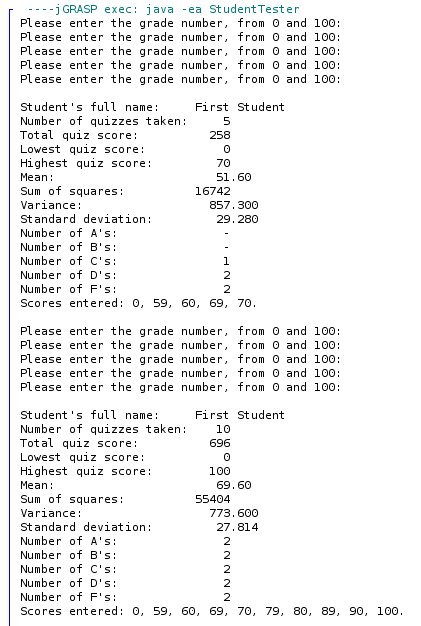 ----jGRASP exec: java -ea StudentTester
Please enter the grade number, from 0 and 100:
Please enter the grade number, from 0 and 100:
Please enter the grade number, from 0 and 100:
Please enter the grade number, from 0 and 100:
Please enter the grade number, from 0 and 100:
Student's full name: First Student
Number of quizzes taken: 5
Total quiz score: 258
Lowest quiz score: 0
Highest quiz score: 70
Mean: 51.60
Sum of squares: 16742
Variance: 857.300
Standard deviation: 29.280
Number of A's: -
Number of B's: -
Number of C's: 1
Number of D's: 2
Number of F's: 2
Scores entered: 0, 59, 60, 69, 70.
Please enter the grade number, from 0 and 100:
Please enter the grade number, from 0 and 100:
Please enter the grade number, from 0 and 100:
Please enter the grade number, from 0 and 100:
Please enter the grade number, from 0 and 100:
Student's full name: First Student
Number of quizzes taken: 10
Total quiz score: 696
Lowest quiz score: 0
Highest quiz score: 100
Mean: 69.60
Sum of squares: 55404
Variance: 773.600
Standard deviation: 27.814
Number of A's: 2
Number of B's: 2
Number of C's: 2
Number of D's: 2
Number of F's: 2
Scores entered: 0, 59, 60, 69, 70, 79, 80, 89, 90, 100.